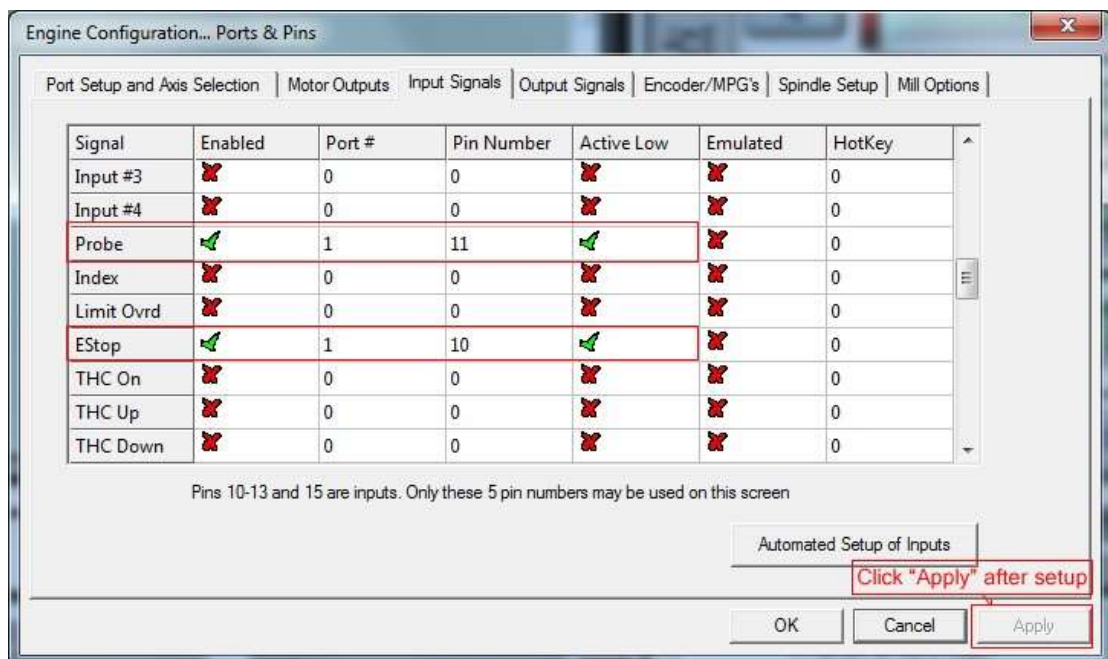 Engine Configuration... Ports & Pins
Port Setup and Axis Selection Motor Outputs Input Signals Output Signals Encoder/MPG's Spindle Setup Mill Options
Signal Enabled Port # Pin Number Active Low Emulated HotKey
Input #3 0 0 0
Input #4 0 0 0
Probe 1 11 0
Index 0 0 0
Limit Ovrd 0 0 0
EStop 1 10 0
THC On 0 0 0
THC Up 0 0 0
THC Down 0 0 0
Pins 10-13 and 15 are inputs. Only these 5 pin numbers may be used on this screen
Automated Setup of Inputs
Click "Apply" after setup
OK Cancel Apply